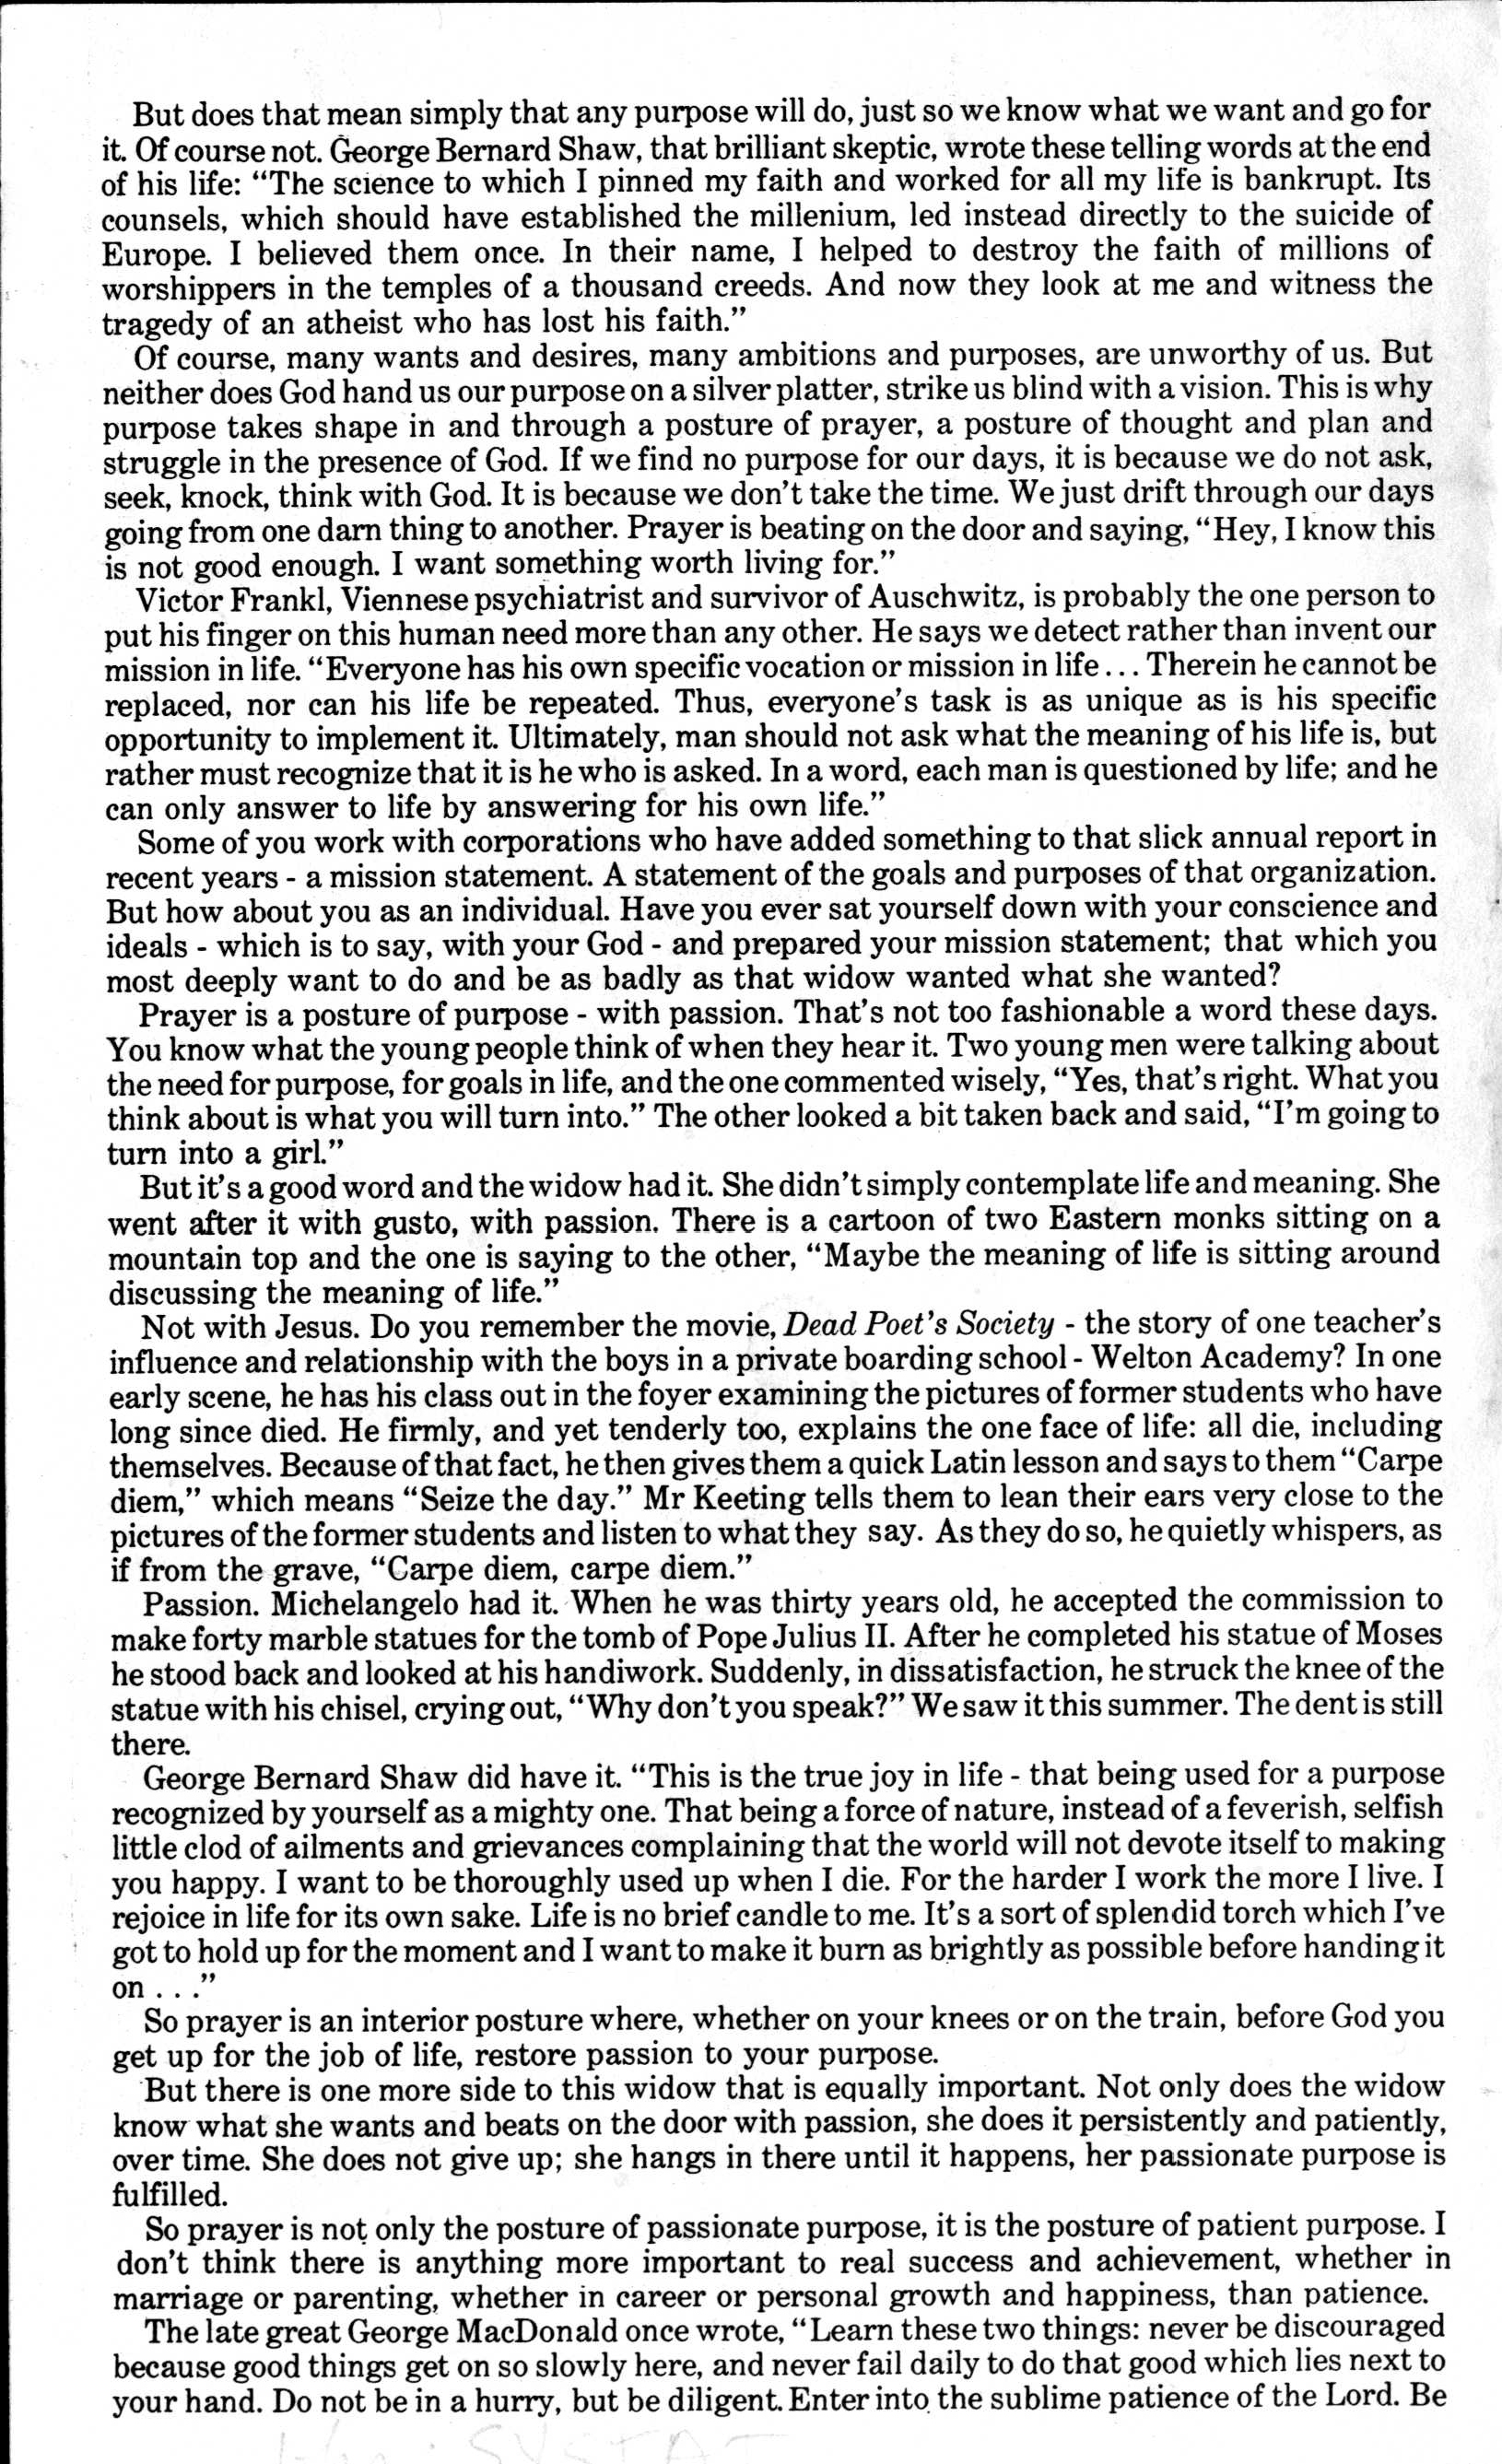 But does that mean simply that any purpose will do, just so we know what we want and go for
it. Of course not. George Bernard Shaw, that brilliant skeptic, wrote these telling words at the end
of his life: “The science to which I pinned my faith and worked for all my life is bankrupt. Its
counsels, which should have established the millenium, led instead directly to the suicide of
Europe. I believed them once. In their name, I helped to destroy the faith of millions of
worshippers in the temples of a thousand creeds. And now they look at me and witness the
tragedy of an atheist who has lost his faith.”
Of course, many wants and desires, many ambitions and purposes, are unworthy of us. But
neither does God hand us our purpose on a silver platter, strike us blind with a vision. This is why
purpose takes shape in and through a posture of prayer, a posture of thought and plan and
struggle in the presence of God. If we find no purpose for our days, it is because we do not ask,
seek, knock, think with God. It is because we don’t take the time. We just drift through our days
going from one darn thing to another. Prayer is beating on the door and saying, “Hey, I know this
is not good enough. I want something worth living for.”
Victor Frankl, Viennese psychiatrist and survivor of Auschwitz, is probably the one person to
put his finger on this human need more than any other. He says we detect rather than invent our
mission in life. “Everyone has his own specific vocation or mission in life... Therein he cannot be
replaced, nor can his life be repeated. Thus, everyone’s task is as unique as is his specific
opportunity to implement it. Ultimately, man should not ask what the meaning of his life is, but
rather must recognize that it is he who is asked. In a word, each man is questioned by life; and he
can only answer to life by answering for his own life.”
Some of you work with corporations who have added something to that slick annual report in
recent years - a mission statement. A statement of the goals and purposes of that organization.
But how about you as an individual. Have you ever sat yourself down with your conscience and
ideals - which is to say, with your God - and prepared your mission statement; that which you
most deeply want to do and be as badly as that widow wanted what she wanted?
Prayer is a posture of purpose - with passion. That’s not too fashionable a word these days.
You know what the young people think of when they hear it. Two young men were talking about
the need for purpose, for goals in life, and the one commented wisely, “Yes, that’s right. What you
think about is what you will turn into.” The other looked a bit taken back and said, “I’m going to
turn into a girl.”
But it’s a good word and the widow had it. She didn’t simply contemplate life and meaning. She
went after it with gusto, with passion. There is a cartoon of two Eastern monks sitting on a
mountain top and the one is saying to the other, “Maybe the meaning of life is sitting around
discussing the meaning of life.”
Not with Jesus. Do you remember the movie, Dead Poet’s Society - the story of one teacher’s
influence and relationship with the boys in a private boarding school - Welton Academy? In one
early scene, he has his class out in the foyer examining the pictures of former students who have
long since died. He firmly, and yet tenderly too, explains the one face of life: all die, including
themselves. Because of that fact, he then gives them a quick Latin lesson and says to them “Carpe
diem,” which means “Seize the day.” Mr Keeting tells them to lean their ears very close to the
pictures of the former students and listen to what they say. As they do so, he quietly whispers, as
if from the grave, “Carpe diem, carpe diem.”
Passion. Michelangelo had it. When he was thirty years old, he accepted the commission to
make forty marble statues for the tomb of Pope Julius II. After he completed his statue of Moses
he stood back and looked at his handiwork. Suddenly, in dissatisfaction, he struck the knee of the
statue with his chisel, crying out, “Why don’t you speak?” We saw it this summer. The dent is still
there.
George Bernard Shaw did have it. “This is the true joy in life - that being used for a purpose
recognized by yourself as a mighty one. That being a force of nature, instead of a feverish, selfish
little clod of ailments and grievances complaining that the world will not devote itself to making
you happy. I want to be thoroughly used up when I die. For the harder I work the more I live. I
rejoice in life for its own sake. Life is no brief candle to me. It’s a sort of splendid torch which I’ve
got to hold up for the moment and I want to make it burn as brightly as possible before handing it
on . . .”
So prayer is an interior posture where, whether on your knees or on the train, before God you
get up for the job of life, restore passion to your purpose.
But there is one more side to this widow that is equally important. Not only does the widow
know what she wants and beats on the door with passion, she does it persistently and patiently,
over time. She does not give up; she hangs in there until it happens, her passionate purpose is
fulfilled.
So prayer is not only the posture of passionate purpose, it is the posture of patient purpose. I
don’t think there is anything more important to real success and achievement, whether in
marriage or parenting, whether in career or personal growth and happiness, than patience.
The late great George MacDonald once wrote, “Learn these two things: never be discouraged
because good things get on so slowly here, and never fail daily to do that good which lies next to
your hand. Do not be in a hurry, but be diligent. Enter into the sublime patience of the Lord. Be